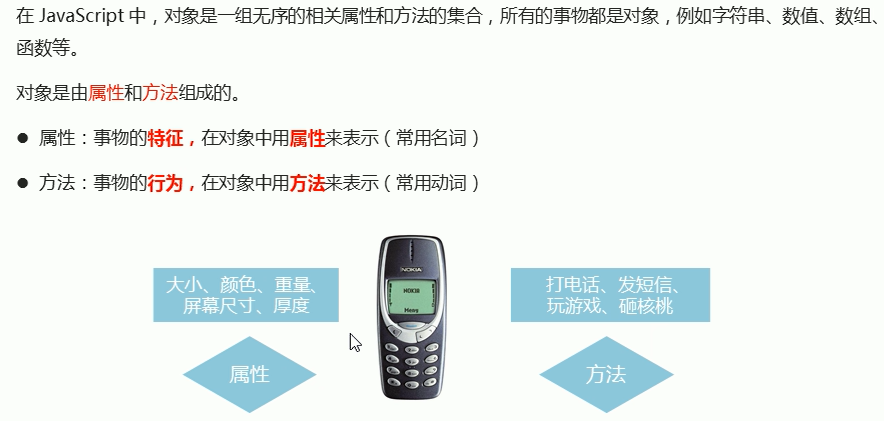 在 JavaScript 中，对象是一组无序的相关属性和方法的集合，所有的事物都是对象，例如字符串、数值、数组、
函数等。
对象是由属性和方法组成的。
● 属性：事物的特征，在对象中用属性来表示（常用名词）
● 方法：事物的行为，在对象中用方法来表示（常用动词）
大小、颜色、重量、
屏幕尺寸、厚度
NOKIA
打电话、发短信、
玩游戏、砸核桃
属性
方法